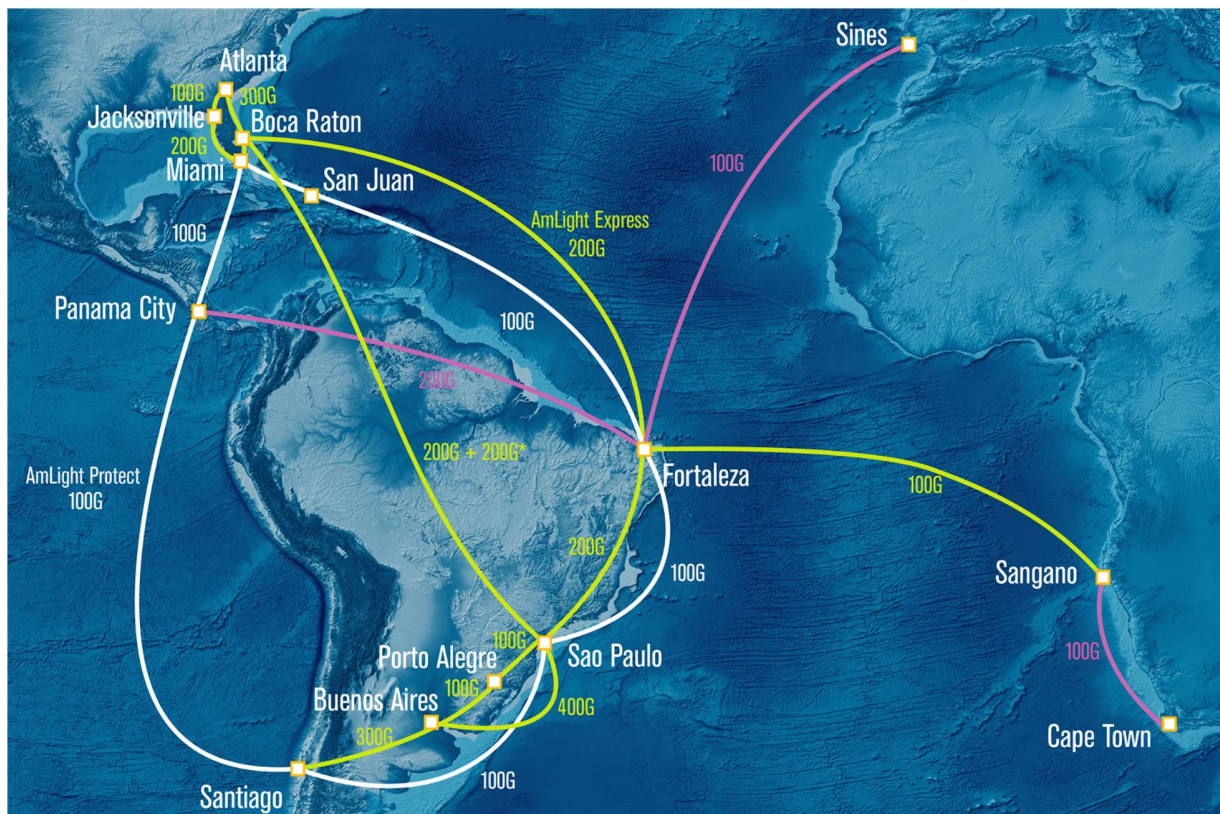 Sines
Atlanta
100G
300G
Jacksonville
Boca Raton
200G
Miami
San Juan
100G
AmLight Express
200G
100G
Panama City
100G
200G
200G + 200G*
AmLight Protect
100G
Fortaleza
100G
200G
100G
Sangano
100G
Sao Paulo
Porto Alegre
100G
100G
Buenos Aires
400G
300G
Cape Town
100G
Santiago